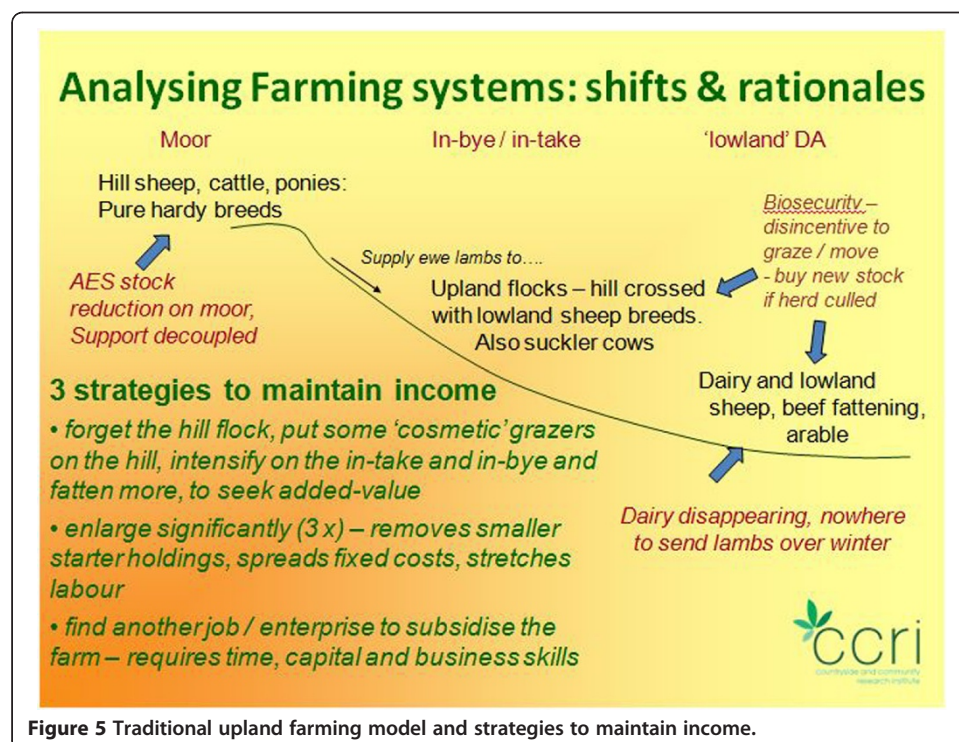 Analysing Farming systems: shifts & rationales
Moor
In-bye / in-take
'lowland' DA
Hill sheep, cattle, ponies:
Pure hardy breeds
Biosecurity –
disincentive to
graze / move
- buy new stock
if herd culled
Supply ewe lambs to….
AES stock
reduction on moor,
Support decoupled
Upland flocks – hill crossed
with lowland sheep breeds.
Also suckler cows
Dairy and lowland
sheep, beef fattening,
arable
3 strategies to maintain income
• forget the hill flock, put some 'cosmetic' grazers
on the hill, intensify on the in-take and in-bye and
fatten more, to seek added-value
• enlarge significantly (3 x) – removes smaller
starter holdings, spreads fixed costs, stretches
labour
• find another job / enterprise to subsidise the
farm – requires time, capital and business skills
Dairy disappearing, nowhere
to send lambs over winter
ccri
countryside and community
research institute
Figure 5 Traditional upland farming model and strategies to maintain income.